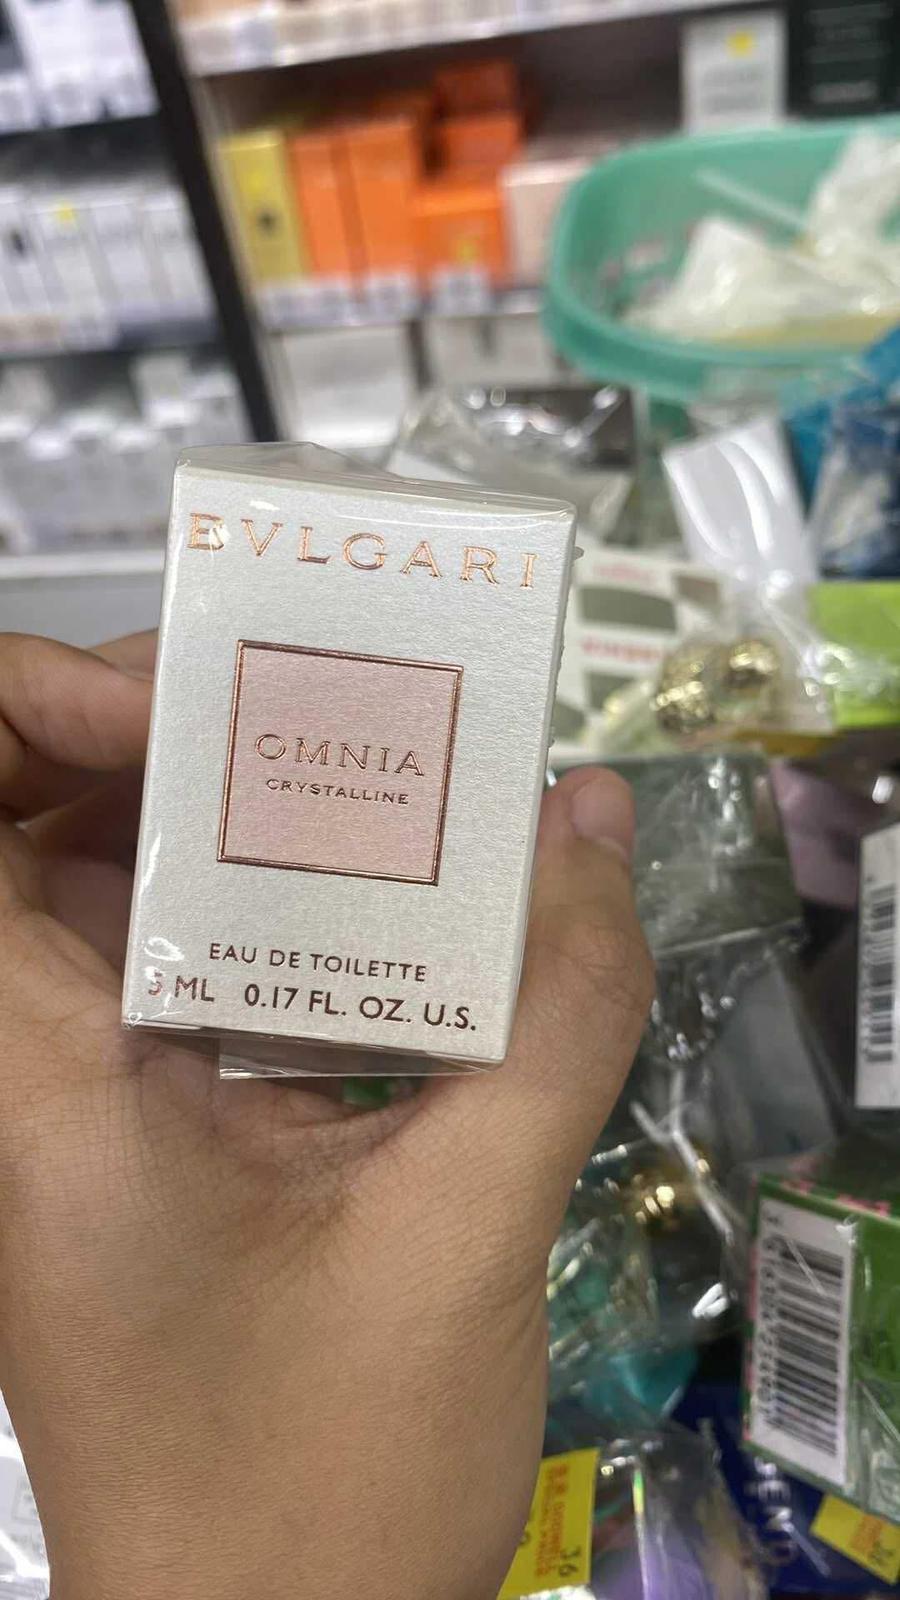 BVLGARI
OMNIA
CRYSTALLINE
EAU DE TOILETTE
5 ML 0.17 FL. OZ. U.S.